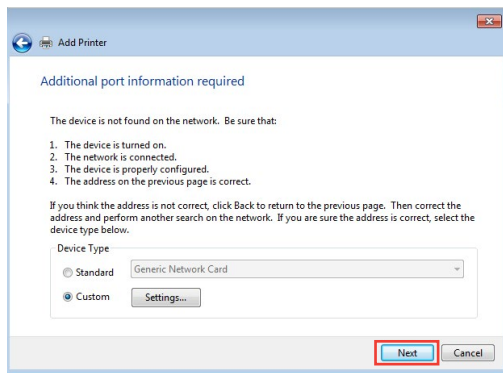 Add Printer
Additional port information required
The device is not found on the network. Be sure that:
1. The device is turned on.
2. The network is connected.
3. The device is properly configured.
4. The address on the previous page is correct.
If you think the address is not correct, click Back to return to the previous page. Then correct the
address and perform another search on the network. If you are sure the address is correct, select the
device type below.
Device Type
Standard Generic Network Card
Custom Settings...
Next Cancel